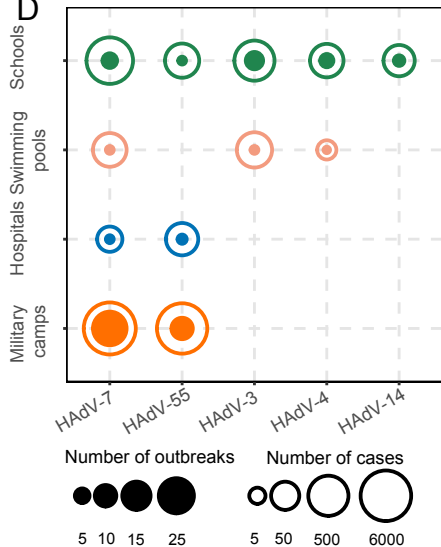 D
Schools
Swimming
pools
Hospitals
Military
camps
HAdV-7
HAdV-55
HAdV-3
HAdV-4
HAdV-14
Number of outbreaks
5 10 15 25
Number of cases
5 50 500 6000